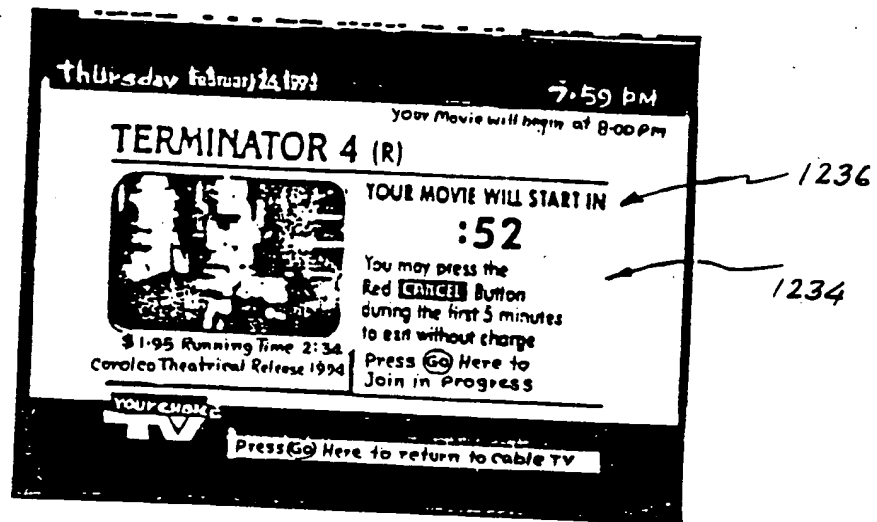 Thursday February 24, 1994
7:59 PM
Your Movie will begin at 8:00 PM
TERMINATOR 4 (R)
YOUR MOVIE WILL START IN
:52
You may press the
Red CANCEL Button
during the first 5 minutes
to exit without charge
$1.95 Running Time 2:34
Carolco Theatrical Release 1994
Press Go Here to
Join in Progress
YOUR CHOICE
TV
Press Go Here to return to cable TV
1236
1234